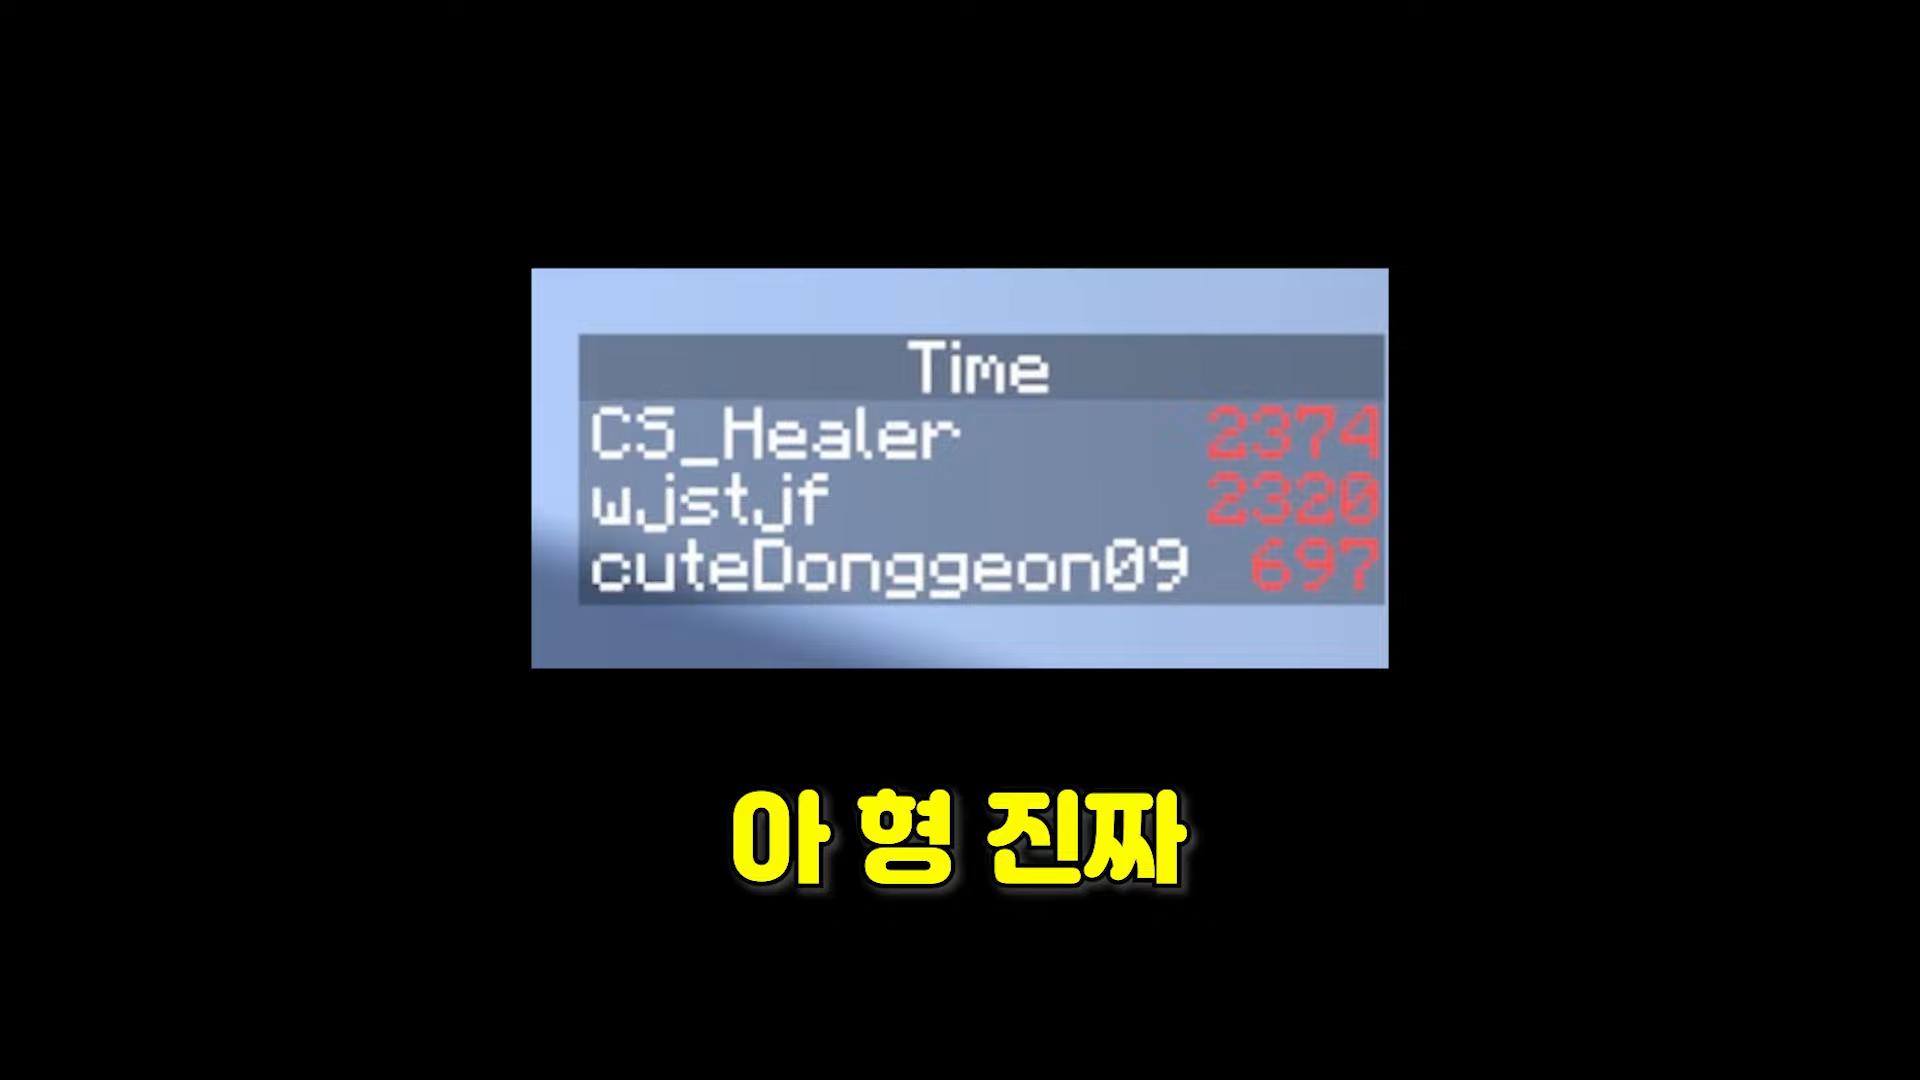 Time
CS_Healer 2374
wjstjf 2320
cuteDonggeon09 697
아 형 진짜